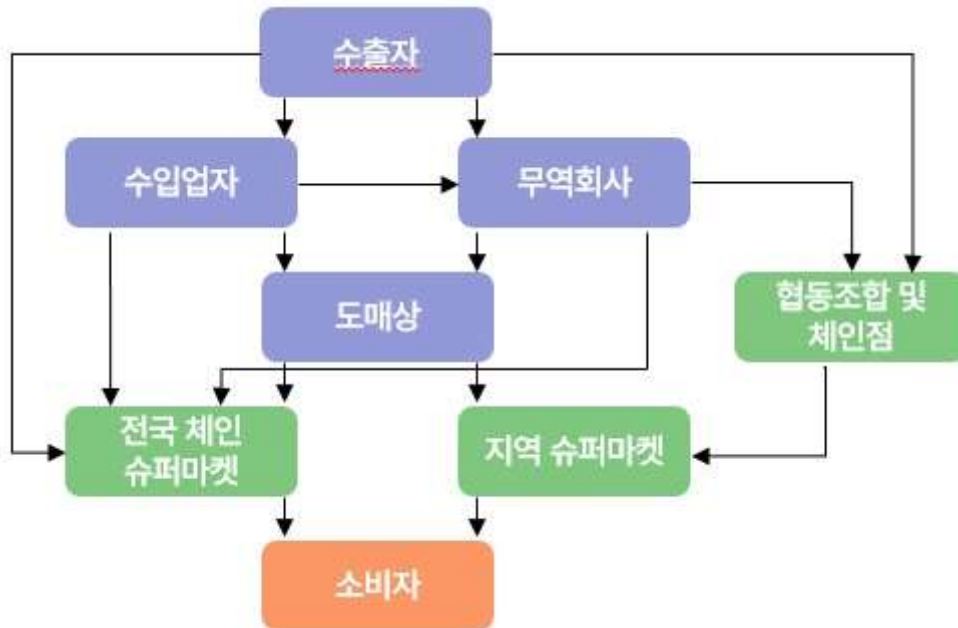 수출자
수입업자
무역회사
도매상
협동조합 및
체인점
전국 체인
슈퍼마켓
지역 슈퍼마켓
소비자